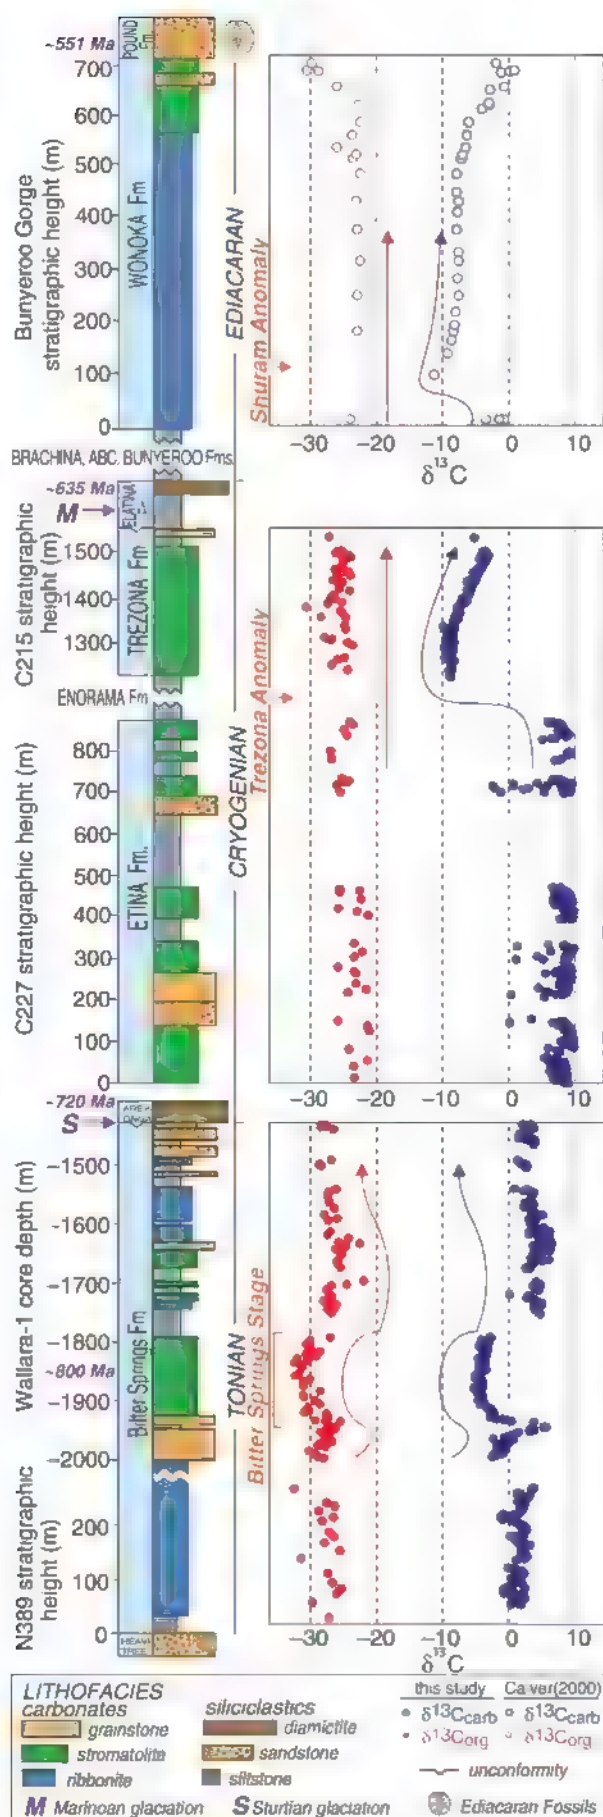 ~551 Ma
POUND Fm.
700
600
500
400
300
200
100
0
Bunyeroo Gorge
stratigraphic height (m)
WONOKA Fm
EDIACARAN
Shuram Anomaly
−30 −20 −10 0 10
δ¹³C
BRACHINA, ABC, BUNYEROO Fms.
~635 Ma
M
1500
1400
1300
C215 stratigraphic
height (m)
TREZONA Fm
ENORAMA Fm
Trezona Anomaly
CRYOGENIAN
800
700
600
500
400
300
200
100
0
C227 stratigraphic height (m)
ETINA Fm.
−30 −20 −10 0 10
~720 Ma
S
−1500
−1600
−1700
−1800
~800 Ma
−1900
−2000
Wallara-1 core depth (m)
Bitter Springs Fm
TONIAN
Bitter Springs Stage
200
100
0
N389 stratigraphic
height (m)
HEAVI
TREE
−30 −20 −10 0 10
δ¹³C
LITHOFACIES
carbonates siliciclastics
grainstone diamictite
stromatolite sandstone
ribbonite siltstone
M Marinoan glaciation S Sturtian glaciation
this study Calver(2000)
δ¹³Ccarb δ¹³Ccarb
δ¹³Corg δ¹³Corg
unconformity
Ediacaran Fossils